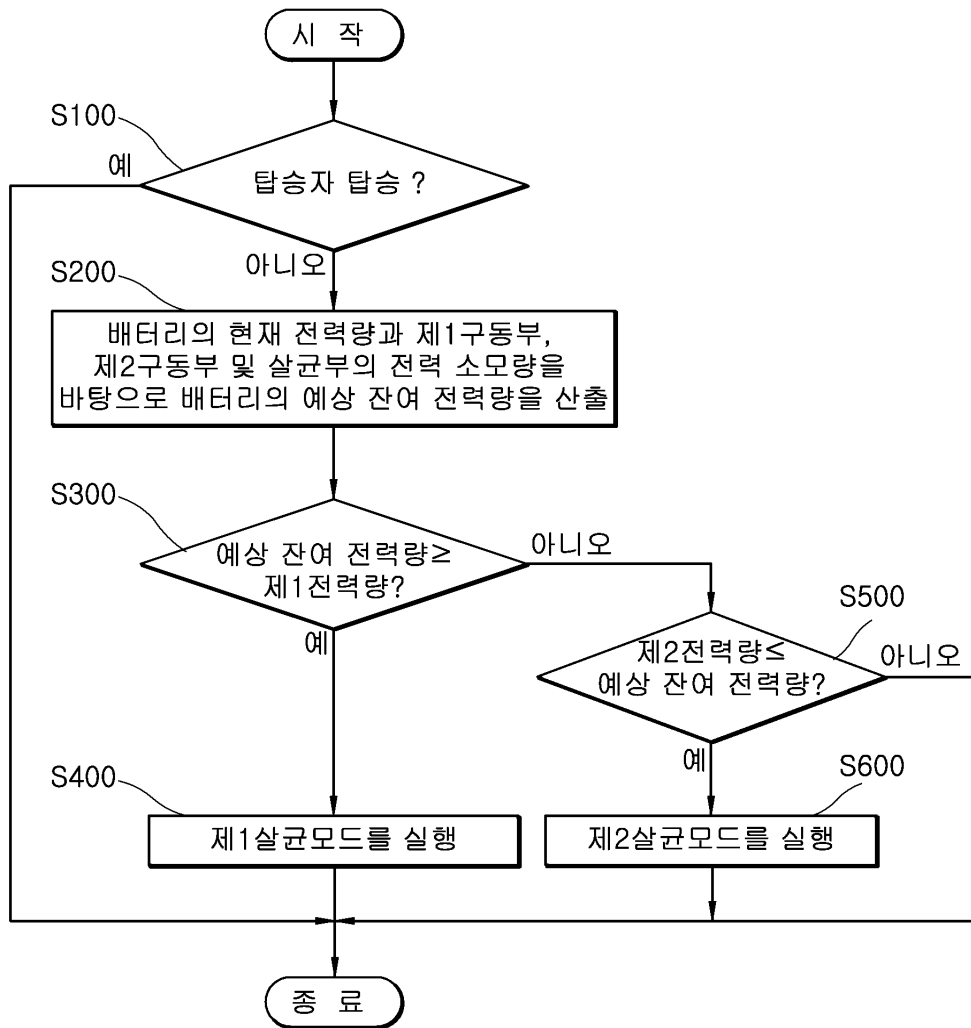 시 작
S100
예
탑승자 탑승 ?
아니오
S200
배터리의 현재 전력량과 제1구동부,
제2구동부 및 살균부의 전력 소모량을
바탕으로 배터리의 예상 잔여 전력량을 산출
S300
예상 잔여 전력량≥
제1전력량?
아니오
예
S500
제2전력량≤
예상 잔여 전력량?
아니오
예
S400
제1살균모드를 실행
S600
제2살균모드를 실행
종 료